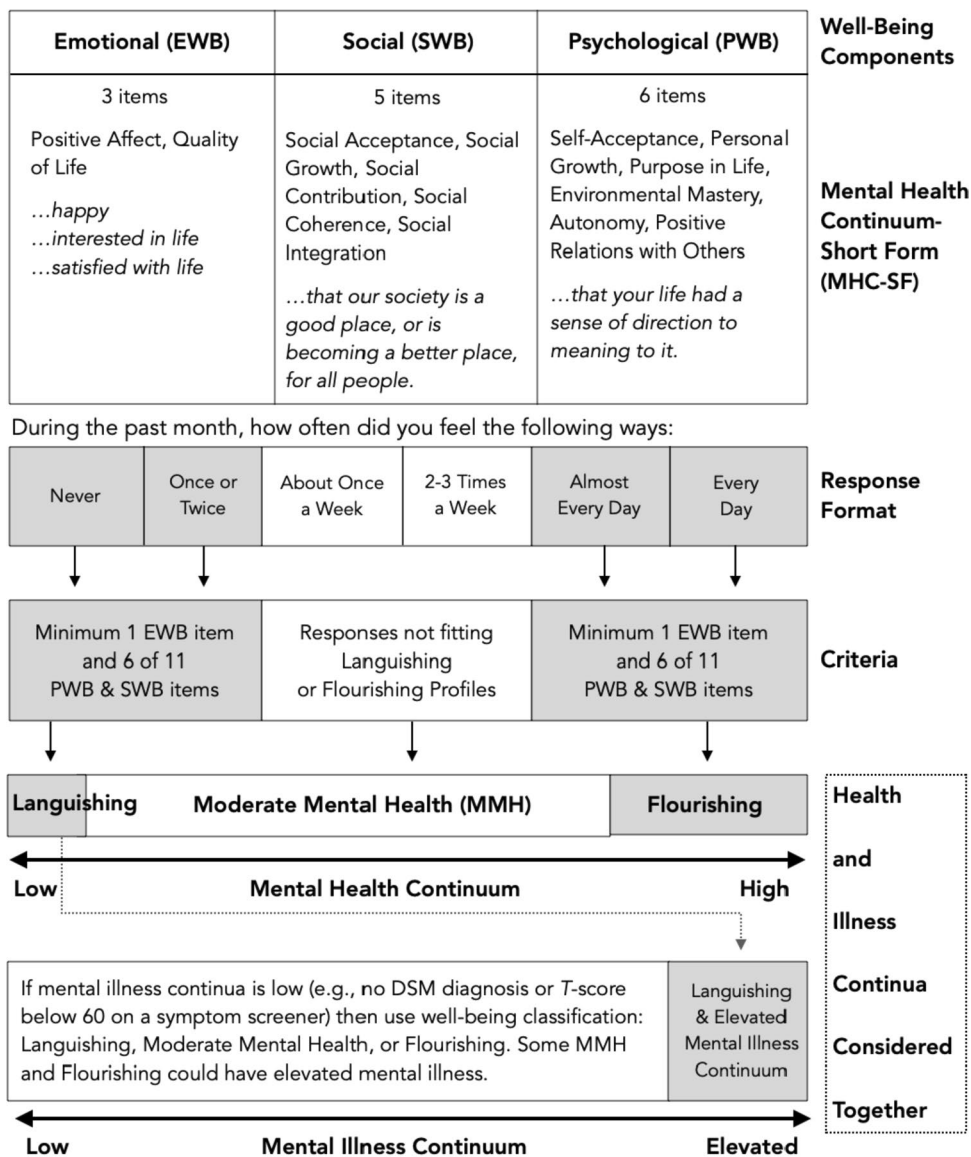 Emotional (EWB)
Social (SWB)
Psychological (PWB)
Well-Being
Components
3 items
Positive Affect, Quality
of Life
...happy
...interested in life
...satisfied with life
5 items
Social Acceptance, Social
Growth, Social
Contribution, Social
Coherence, Social
Integration
...that our society is a
good place, or is
becoming a better place,
for all people.
6 items
Self-Acceptance, Personal
Growth, Purpose in Life,
Environmental Mastery,
Autonomy, Positive
Relations with Others
...that your life had a
sense of direction to
meaning to it.
Mental Health
Continuum-
Short Form
(MHC-SF)
During the past month, how often did you feel the following ways:
Never
Once or
Twice
About Once
a Week
2-3 Times
a Week
Almost
Every Day
Every
Day
Response
Format
Minimum 1 EWB item
and 6 of 11
PWB & SWB items
Responses not fitting
Languishing
or Flourishing Profiles
Minimum 1 EWB item
and 6 of 11
PWB & SWB items
Criteria
Languishing
Moderate Mental Health (MMH)
Flourishing
Low
Mental Health Continuum
High
If mental illness continua is low (e.g., no DSM diagnosis or T-score
below 60 on a symptom screener) then use well-being classification:
Languishing, Moderate Mental Health, or Flourishing. Some MMH
and Flourishing could have elevated mental illness.
Languishing
& Elevated
Mental Illness
Continuum
Low
Mental Illness Continuum
Elevated
Health
and
Illness
Continua
Considered
Together